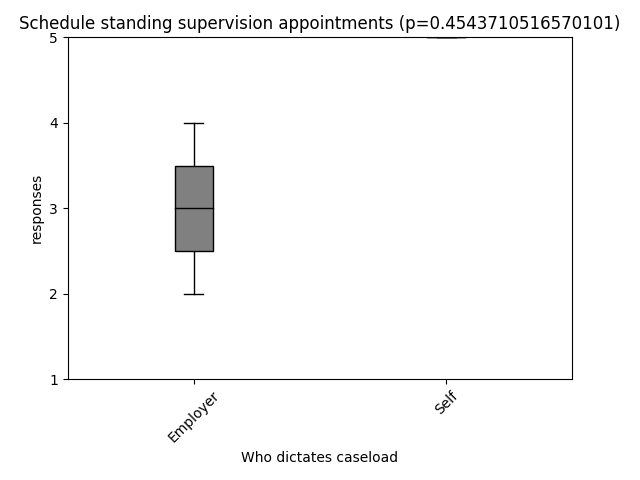 Schedule standing supervision appointments (p=0.4543710516570101)
5
4
3
2
1
responses
Employer
Self
Who dictates caseload